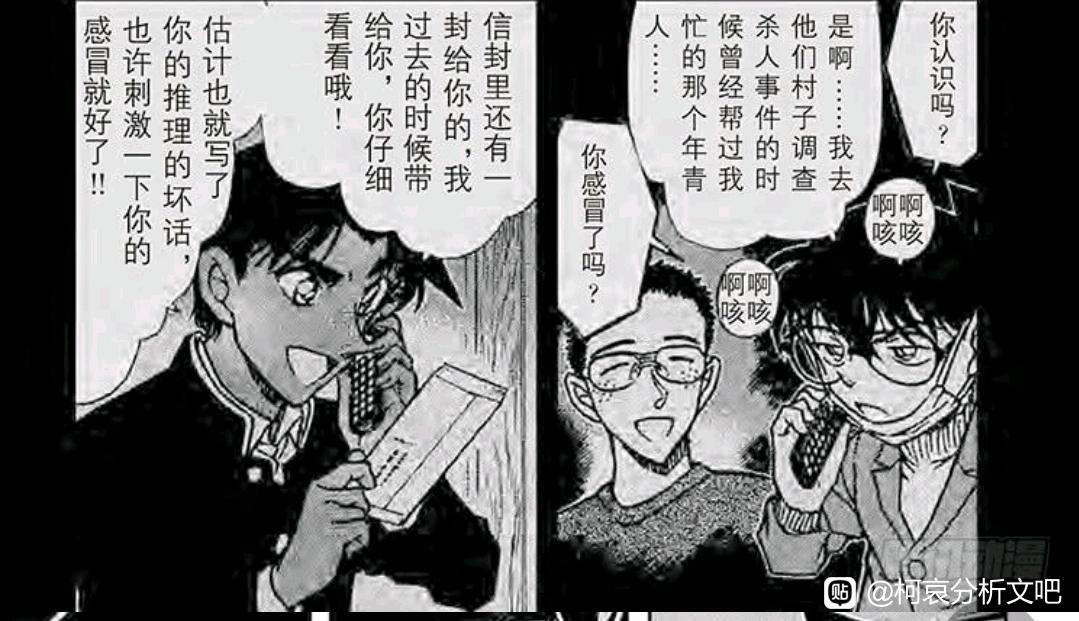 你认识吗？
是啊……我去
他们村子调查
杀人事件的时
候曾经帮过我
忙的那个年青
人……
啊咳
啊咳
啊咳
啊咳
你感冒了吗？
信封里还有一
封给你的，我
过去的时候带
给你，你仔细
看看哦！
估计也就写了
你的推理的坏话，
也许刺激一下你的
感冒就好了!!
贴 @柯哀分析文吧